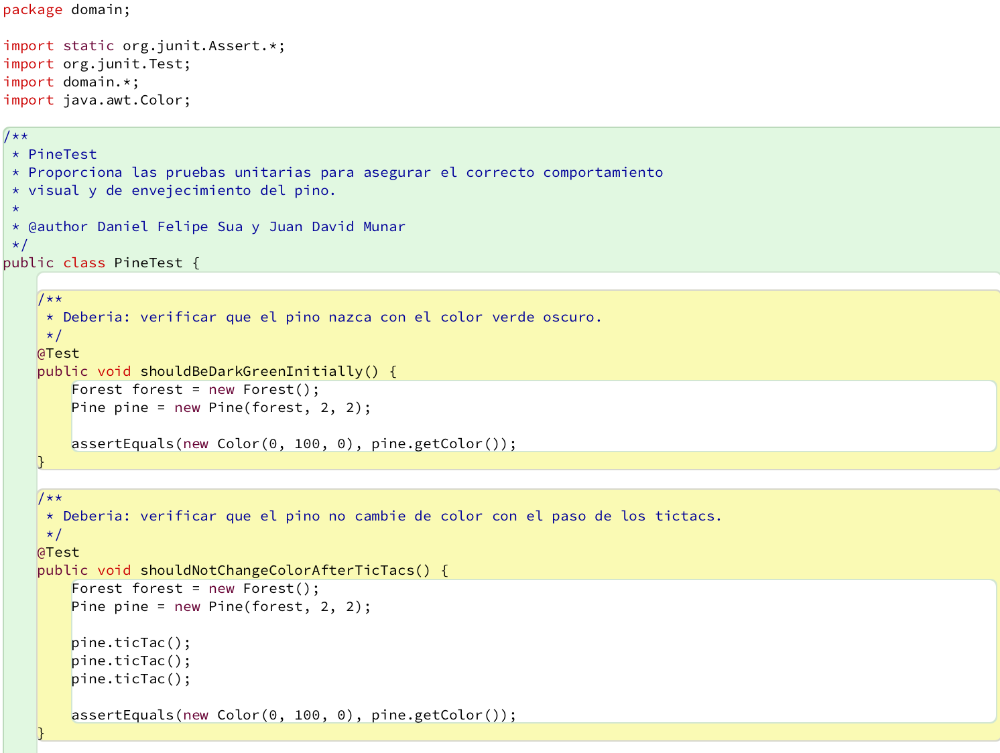 package domain;
import static org.junit.Assert.*;
import org.junit.Test;
import domain.*;
import java.awt.Color;
/**
 * PineTest
 * Proporciona las pruebas unitarias para asegurar el correcto comportamiento
 * visual y de envejecimiento del pino.
 *
 * @author Daniel Felipe Sua y Juan David Munar
 */
public class PineTest {
    /**
     * Deberia: verificar que el pino nazca con el color verde oscuro.
     */
    @Test
    public void shouldBeDarkGreenInitially() {
        Forest forest = new Forest();
        Pine pine = new Pine(forest, 2, 2);
        assertEquals(new Color(0, 100, 0), pine.getColor());
    }
    /**
     * Deberia: verificar que el pino no cambie de color con el paso de los tictacs.
     */
    @Test
    public void shouldNotChangeColorAfterTicTacs() {
        Forest forest = new Forest();
        Pine pine = new Pine(forest, 2, 2);
        pine.ticTac();
        pine.ticTac();
        pine.ticTac();
        assertEquals(new Color(0, 100, 0), pine.getColor());
    }